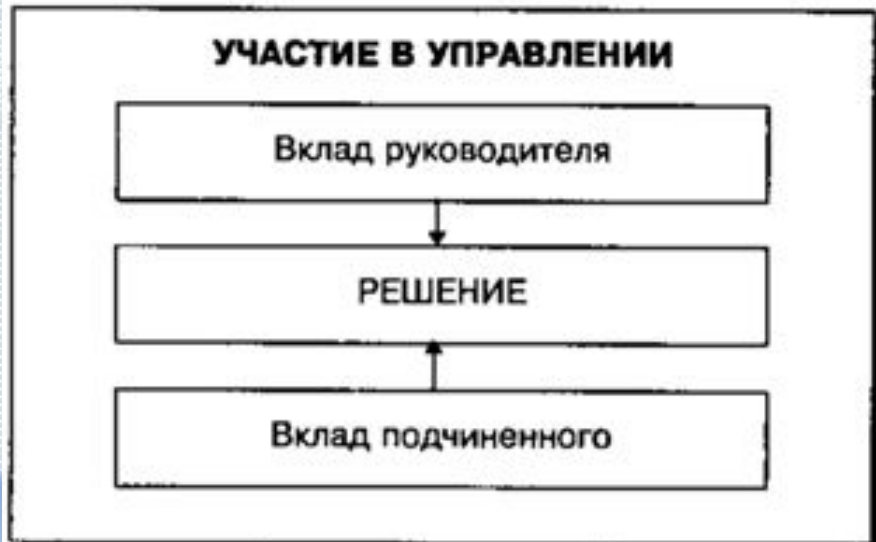 УЧАСТИЕ В УПРАВЛЕНИИ
Вклад руководителя
РЕШЕНИЕ
Вклад подчиненного